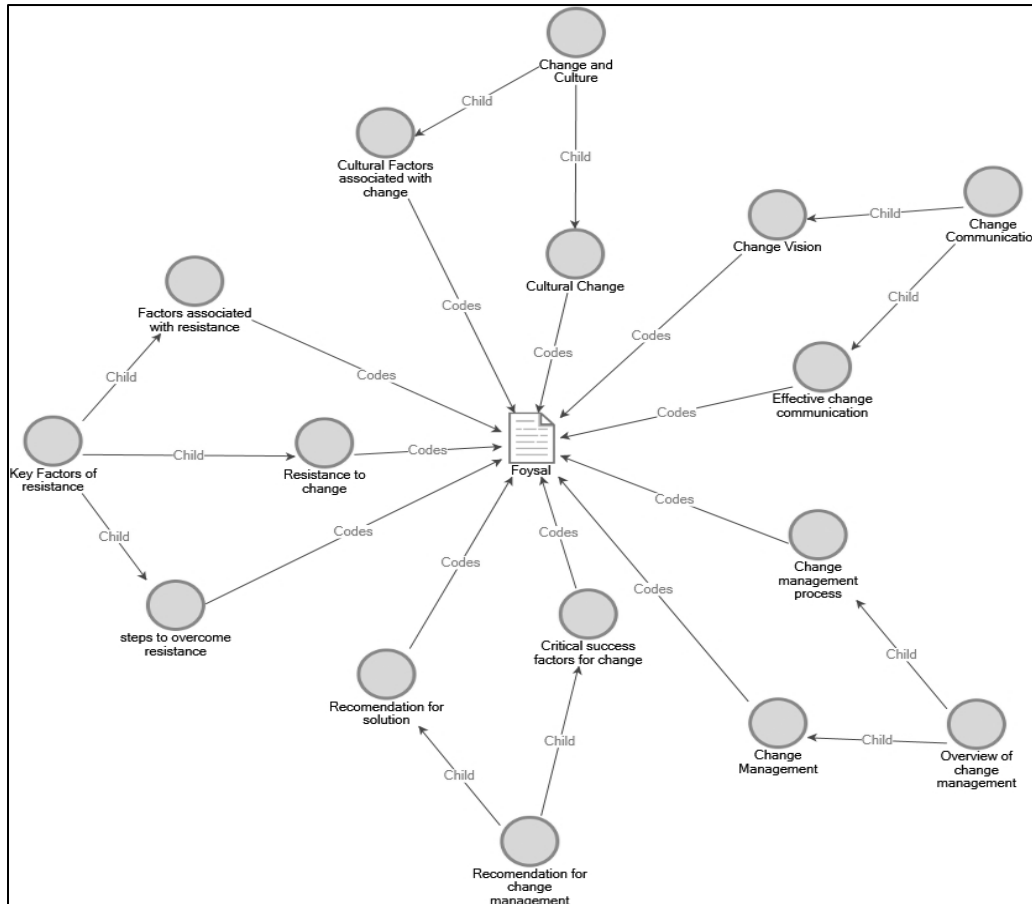 Change and
Culture
Child
Child
Cultural Factors
associated with
change
Change Vision
Child
Change
Communication
Child
Cultural Change
Factors associated
with resistance
Codes
Codes
Codes
Codes
Child
Effective change
communication
Codes
Key Factors of
resistance
Child
Resistance to
change
Codes
Foysal
Child
Codes
Codes
Codes
Codes
Codes
Change
management
process
steps to overcome
resistance
Critical success
factors for change
Child
Recomendation for
solution
Change
Management
Child
Overview of
change
management
Child
Child
Recomendation for
change
management